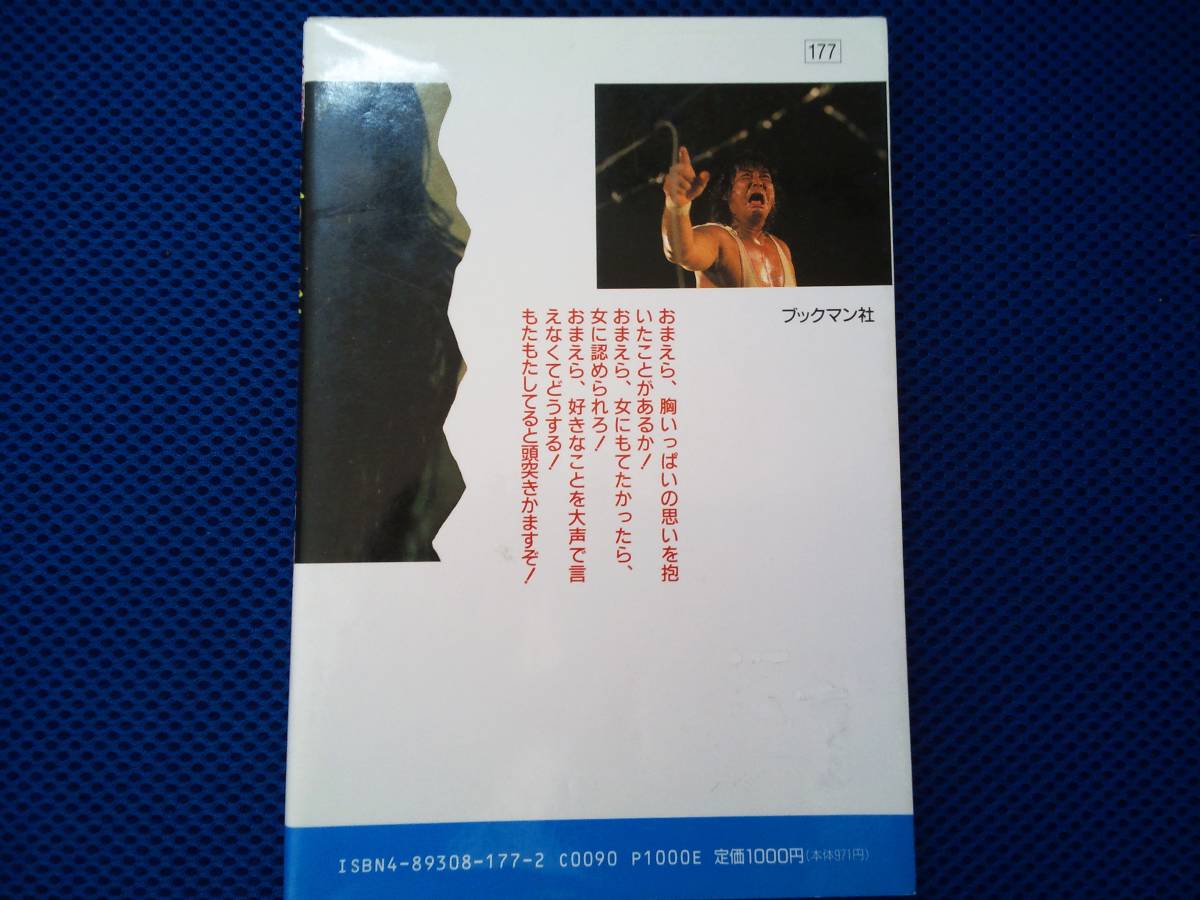 177
ブックマン社
おまえら、胸いっぱいの思いを抱
いたことがあるか!
おまえら、女にもてたかったら、
女に認められろ!
おまえら、好きなことを大声で言
えなくてどうする!
もたもたしてると頭突きかますぞ!
ISBN4-89308-177-2 C0090 P1000E 定価1000円(本体971円)